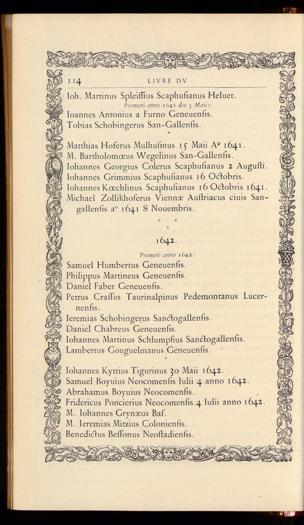 114 LIVRE DV
Ioh. Martinus Spleiſſius Scaphuſianus Heluet.
Promoti anno 1641 die 3 Maii:
Ioannes Antonius a Furno Geneuenſis.
Tobias Schobingerus San-Gallenſis.
*
Matthias Hoferus Mulhuſinus 15 Maii Aº 1641.
M. Bartholomœus Wegelinus San-Gallenſis.
Iohannes Georgius Colerus Scaphuſianus 2 Auguſti.
Iohannes Grimmius Scaphuſianus 16 Octobris.
Iohannes Kœchlinus Scaphuſianus 16 Octobris 1641.
Michael Zollikhoferus Viennæ Auſtriacus ciuis San-
gallenſis aº 1641 8 Nouembris.
* *
*
1642.
Promoti anno 1642:
Samuel Humbertus Geneuenſis.
Philippus Martineus Geneuenſis.
Daniel Faber Geneuenſis.
Petrus Craſſus Taurinalpinus Pedemontanus Lucer-
nenſis.
Ieremias Schobingerus Sanctogallenſis.
Daniel Chabreus Geneuenſis.
Iohannes Martinus Schlumpfius Sanctogallenſis.
Lambertus Gouguelmanus Geneuenſis.
*
Iohannes Kyttius Tigurinus 30 Maii 1642.
Samuel Boyuius Neocomenſis Iulii 4 anno 1642.
Abrahamus Boyuius Neocomenſis.
Fridericus Poncierius Neocomenſis 4 Iulii anno 1642.
M. Iohannes Grynæus Baſ.
M. Ieremias Mitzius Colonienſis.
Benedictus Beſſonus Neoſtadienſis.